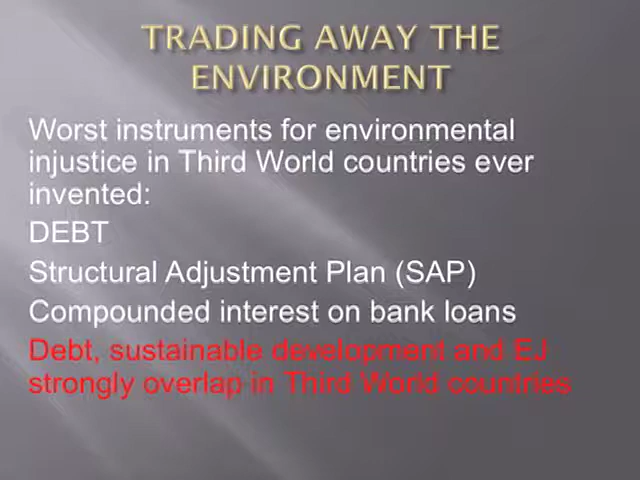 TRADING AWAY THE
ENVIRONMENT
Worst instruments for environmental
injustice in Third World countries ever
invented:
DEBT
Structural Adjustment Plan (SAP)
Compounded interest on bank loans
Debt, sustainable development and EJ
strongly overlap in Third World countries